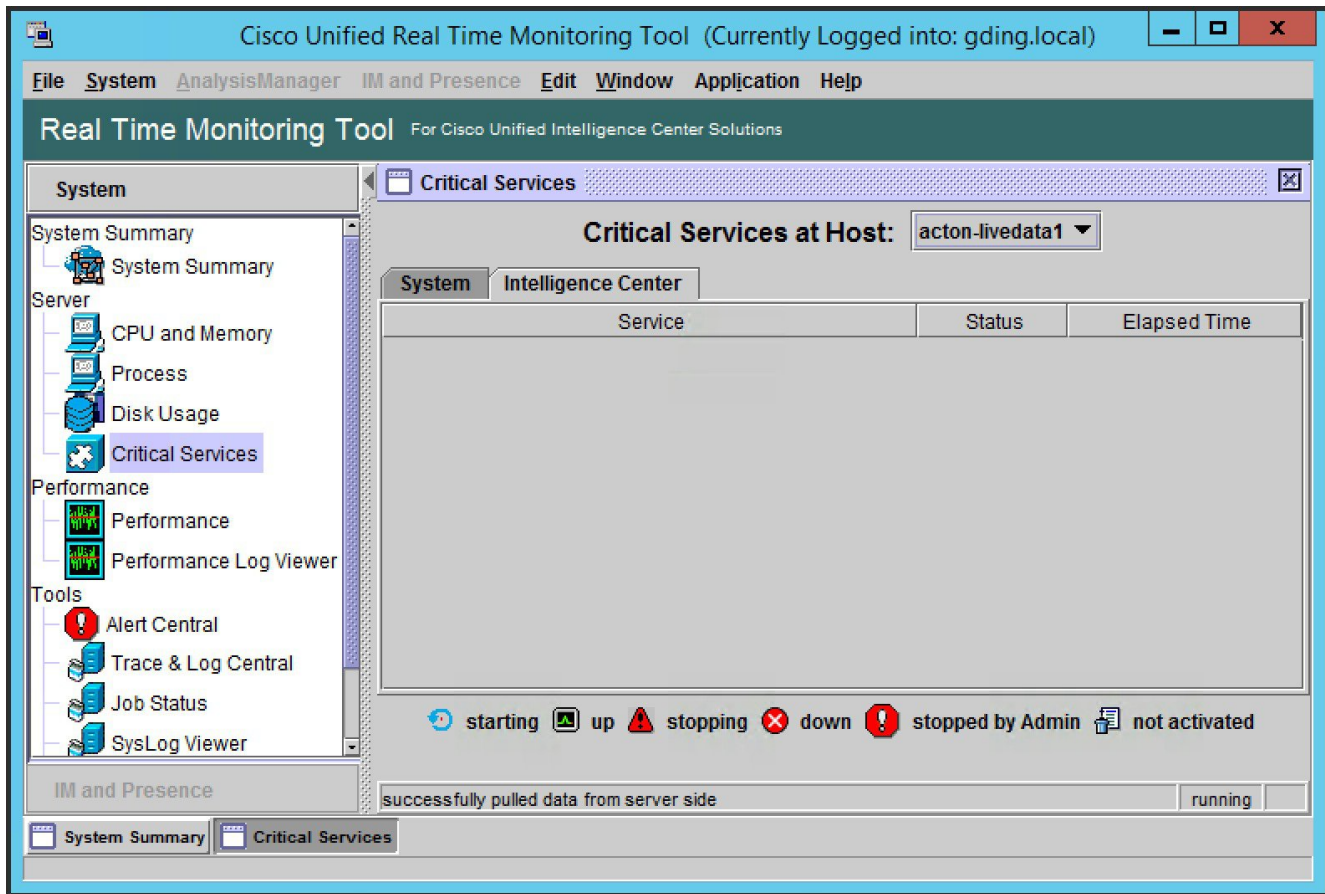 Cisco Unified Real Time Monitoring Tool (Currently Logged into: gding.local)
File System AnalysisManager IM and Presence Edit Window Application Help
Real Time Monitoring Tool For Cisco Unified Intelligence Center Solutions
System
System Summary
System Summary
Server
CPU and Memory
Process
Disk Usage
Critical Services
Performance
Performance
Performance Log Viewer
Tools
Alert Central
Trace & Log Central
Job Status
SysLog Viewer
IM and Presence
Critical Services
Critical Services at Host: acton-livedata1
System Intelligence Center
Service Status Elapsed Time
starting up stopping down stopped by Admin not activated
successfully pulled data from server side running
System Summary Critical Services